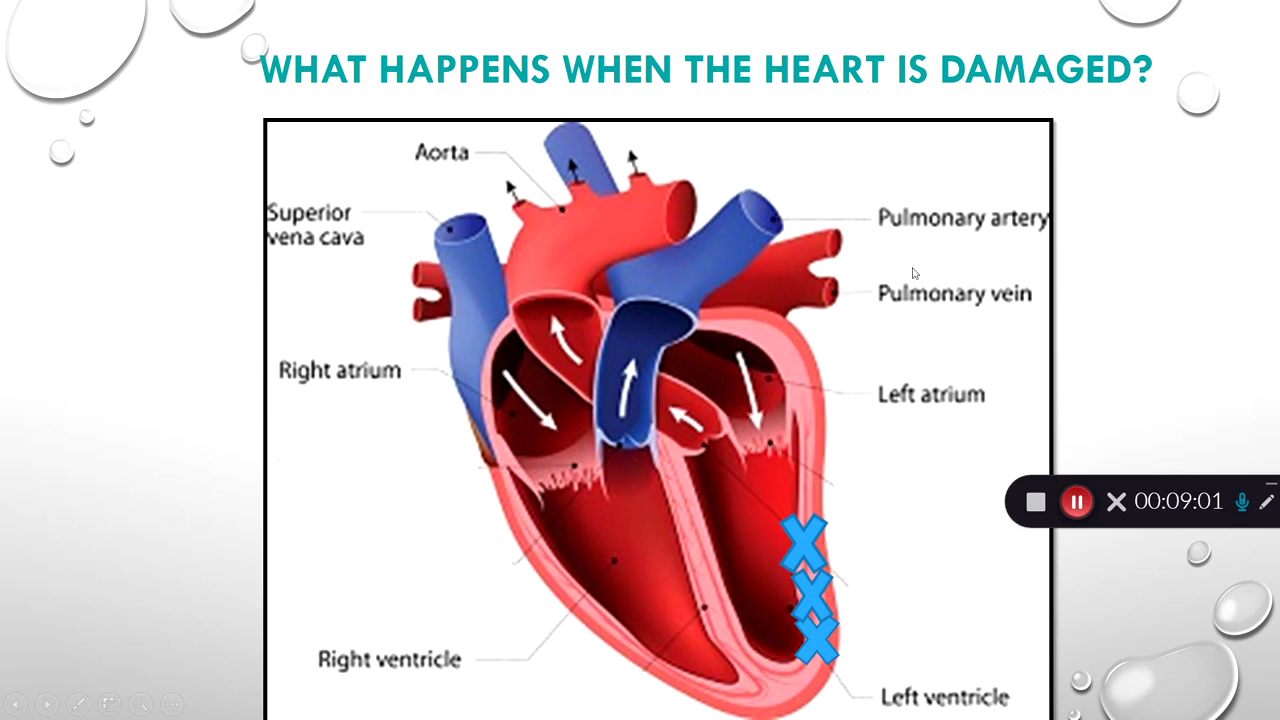 WHAT HAPPENS WHEN THE HEART IS DAMAGED?
Aorta
Superior
vena cava
Pulmonary artery
Pulmonary vein
Right atrium
Left atrium
00:09:01
Right ventricle
Left ventricle